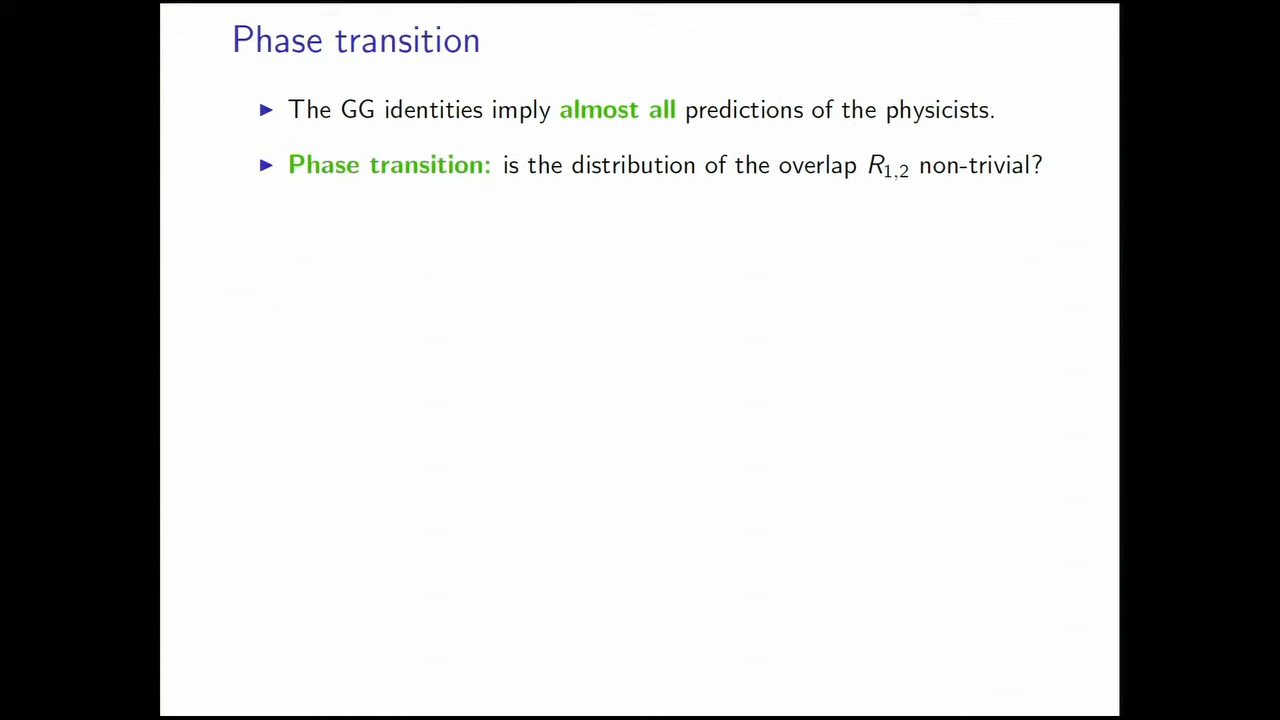 Phase transition
▶ The GG identities imply almost all predictions of the physicists.
▶ Phase transition: is the distribution of the overlap R₁,₂ non-trivial?